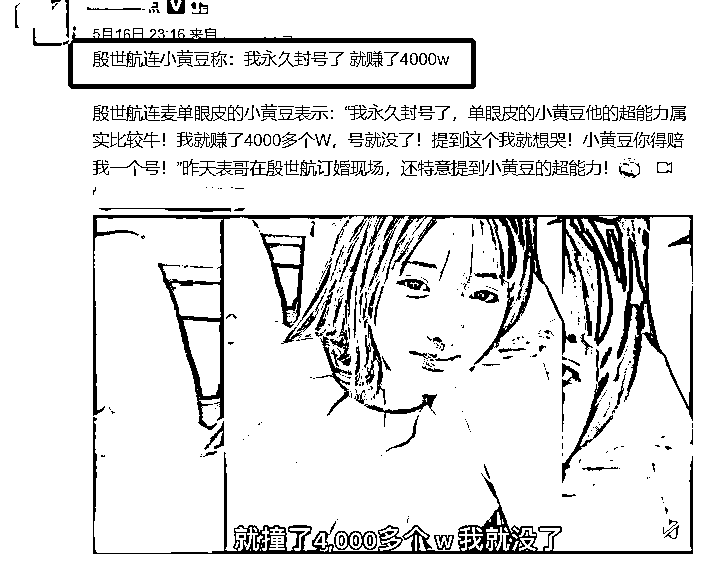 5月16日 23:16 来自
殷世航连小黄豆称：我永久封号了 就赚了4000w
殷世航连麦单眼皮的小黄豆表示：“我永久封号了，单眼皮的小黄豆他的超能力属
实比较牛！我就赚了4000多个W，号就没了！提到这个我就想哭！小黄豆你得赔
我一个号！”昨天表哥在殷世航订婚现场，还特意提到小黄豆的超能力！
就撞了4,000多个w我就没了